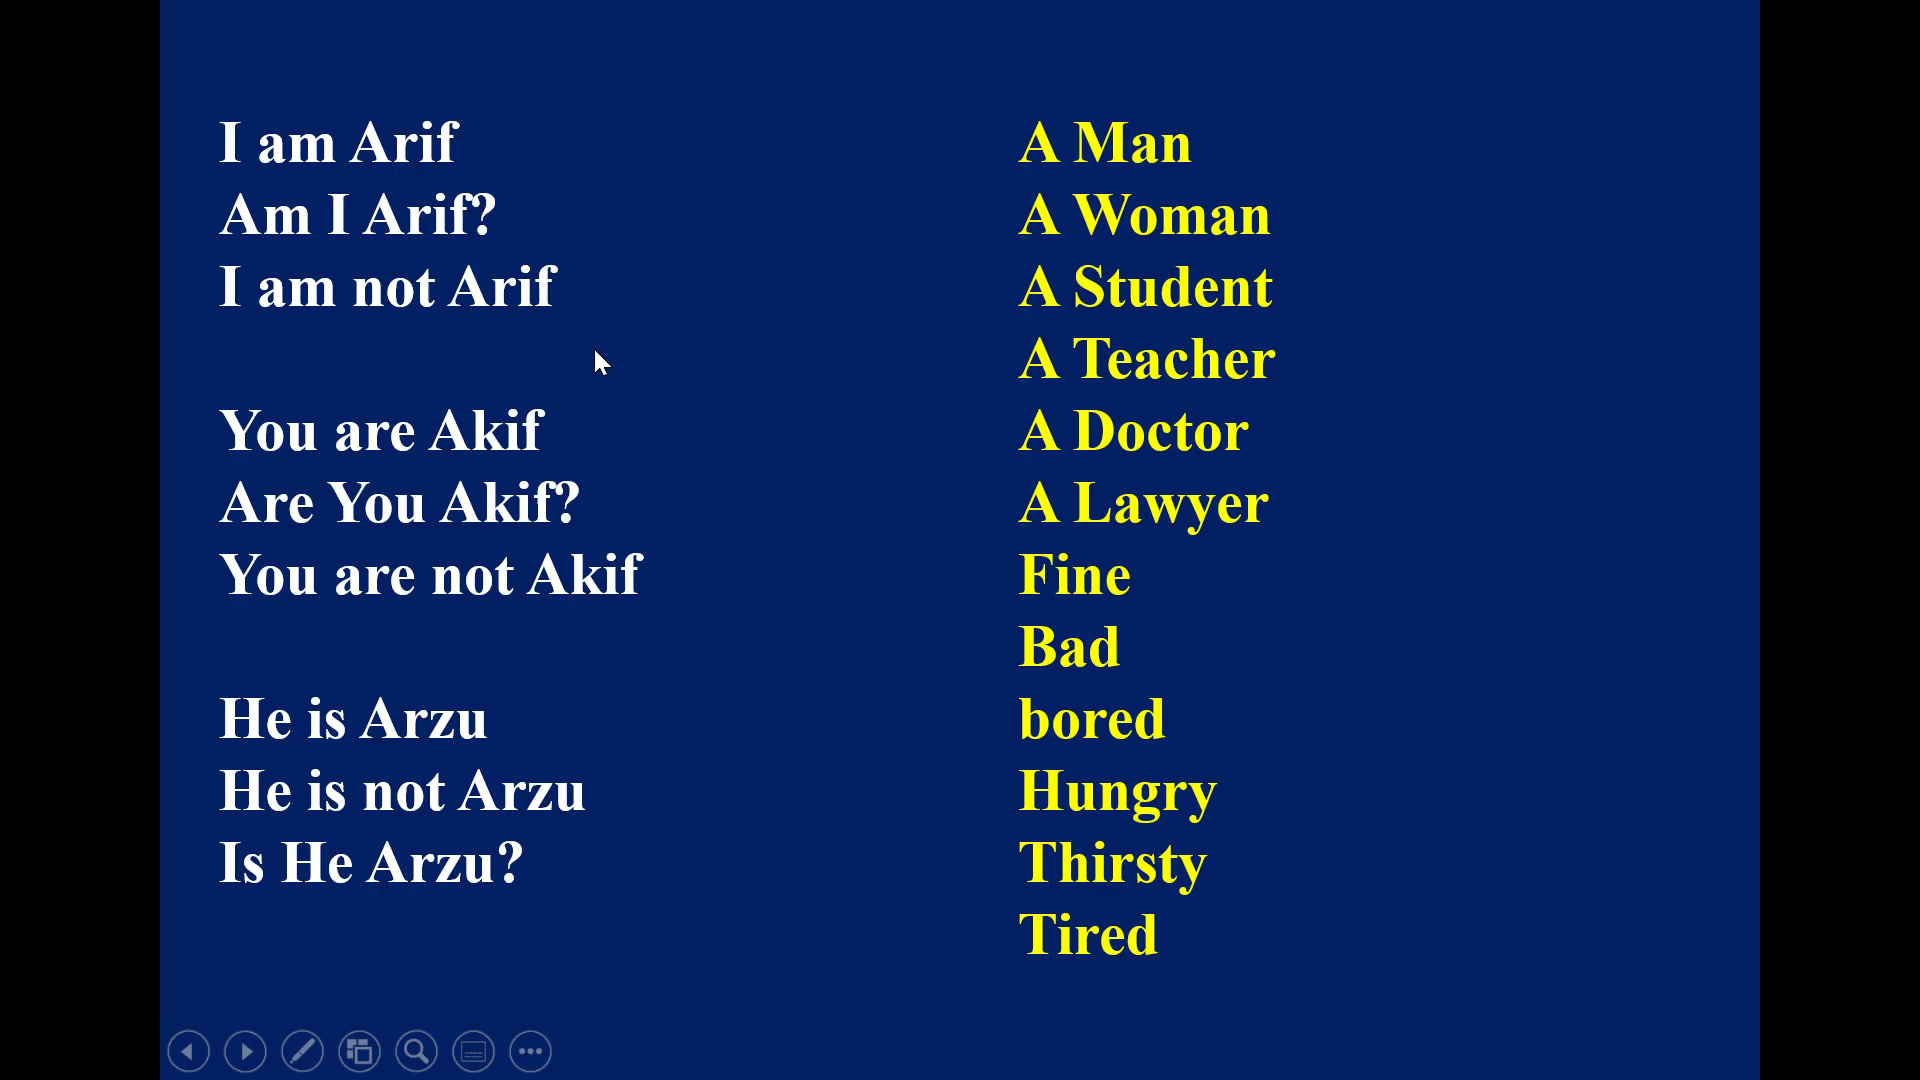 I am Arif
Am I Arif?
I am not Arif
You are Akif
Are You Akif?
You are not Akif
He is Arzu
He is not Arzu
Is He Arzu?
A Man
A Woman
A Student
A Teacher
A Doctor
A Lawyer
Fine
Bad
bored
Hungry
Thirsty
Tired